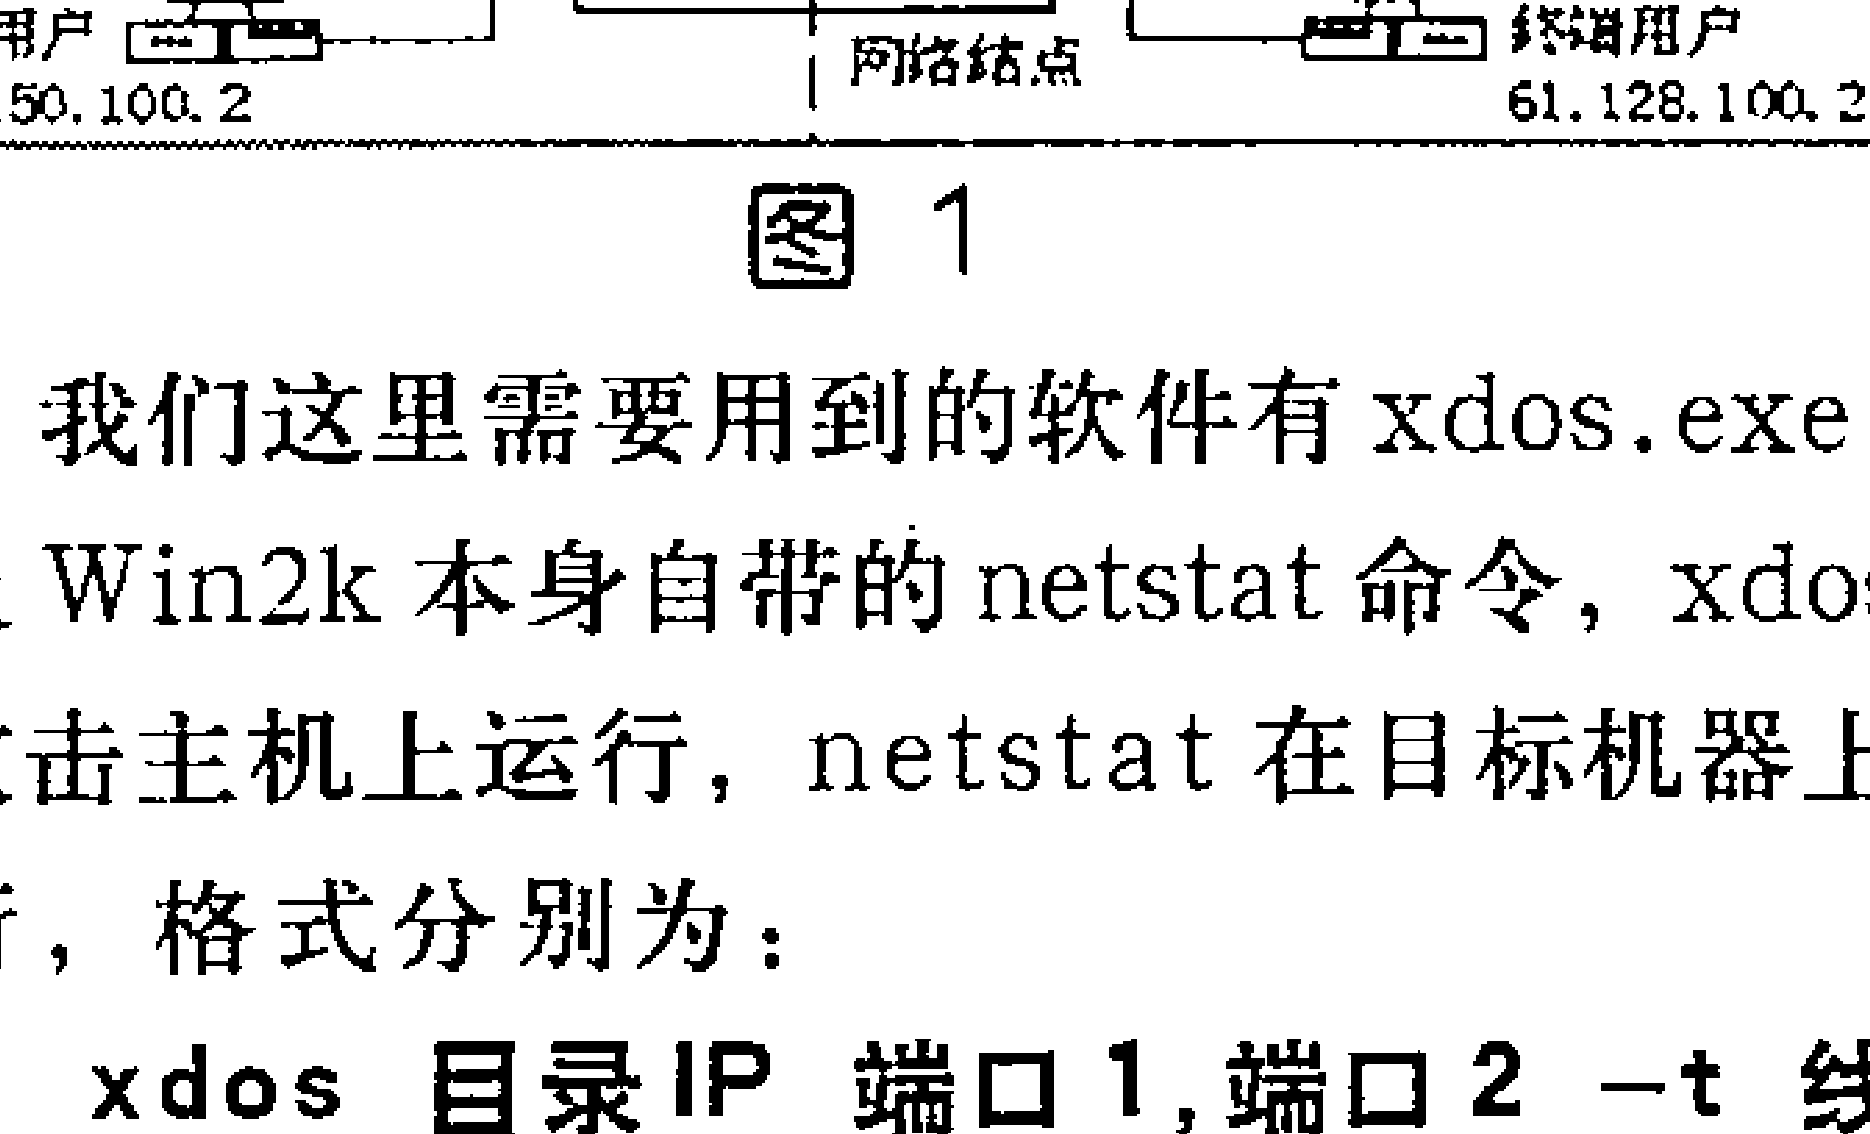 用户
终端用户
网络结点
50.100.2
61.128.100.2
图 1
我们这里需要用到的软件有 xdos.exe
Win2k 本身自带的 netstat 命令，xdos
击主机上运行，netstat 在目标机器上
，格式分别为：
xdos 目录IP 端口1,端口2 -t 线